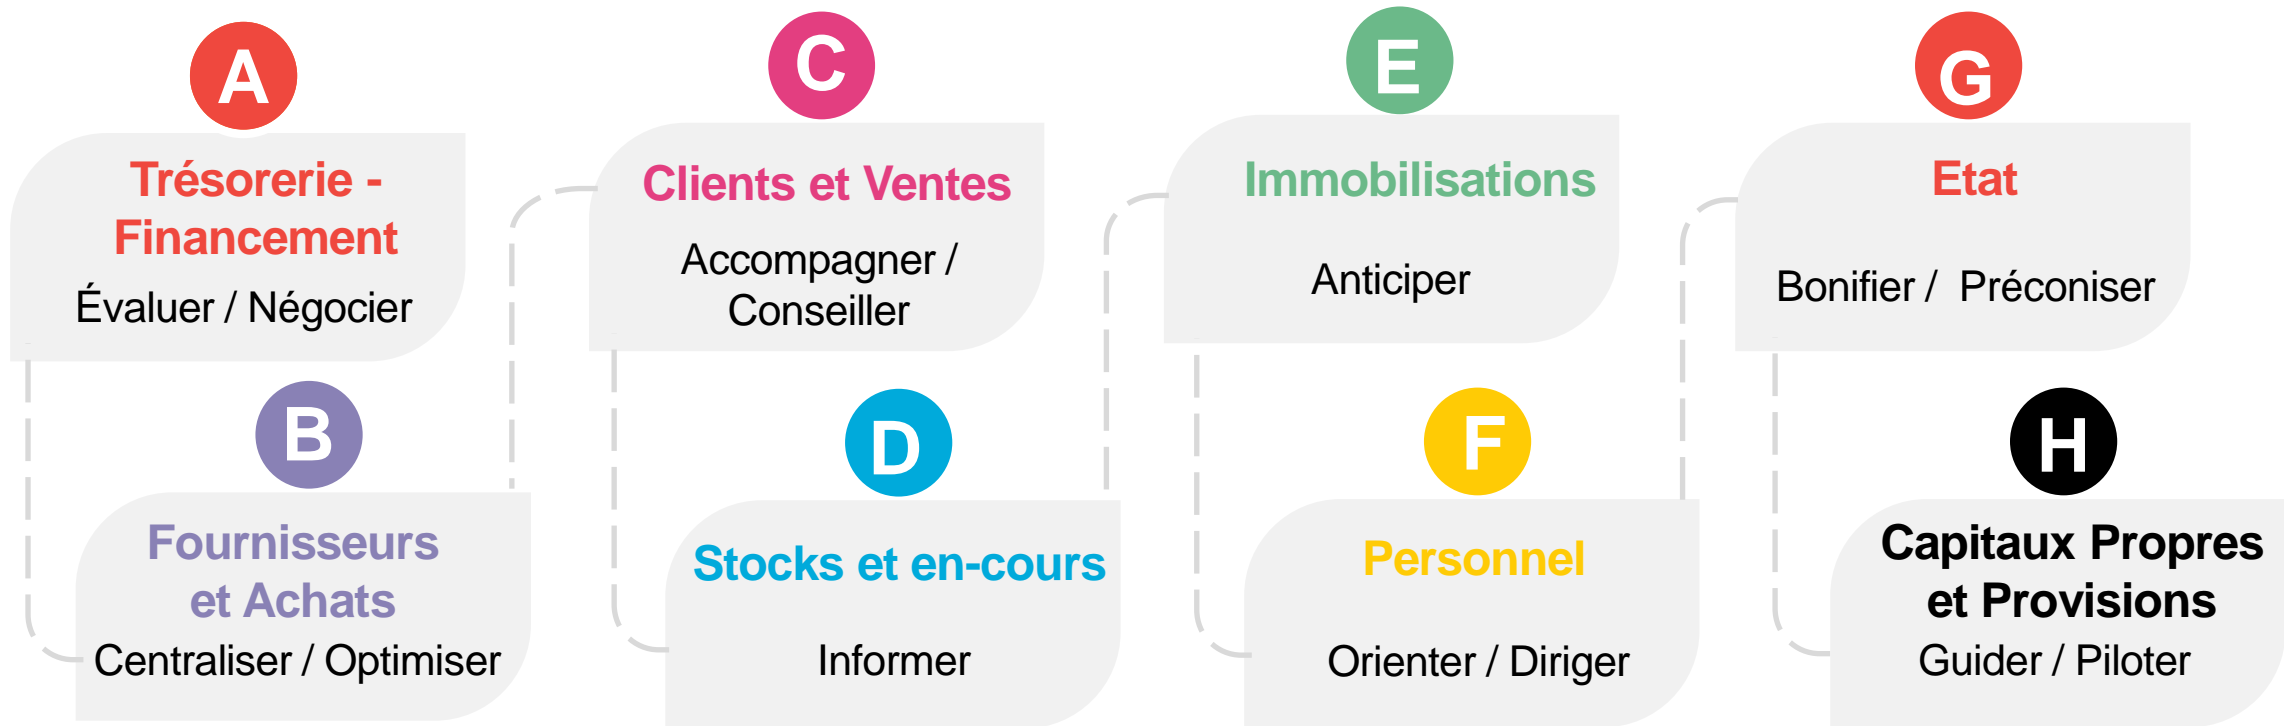 A
Trésorerie -
Financement
Évaluer / Négocier
B
Fournisseurs
et Achats
Centraliser / Optimiser
C
Clients et Ventes
Accompagner /
Conseiller
D
Stocks et en-cours
Informer
E
Immobilisations
Anticiper
F
Personnel
Orienter / Diriger
G
Etat
Bonifier / Préconiser
H
Capitaux Propres
et Provisions
Guider / Piloter